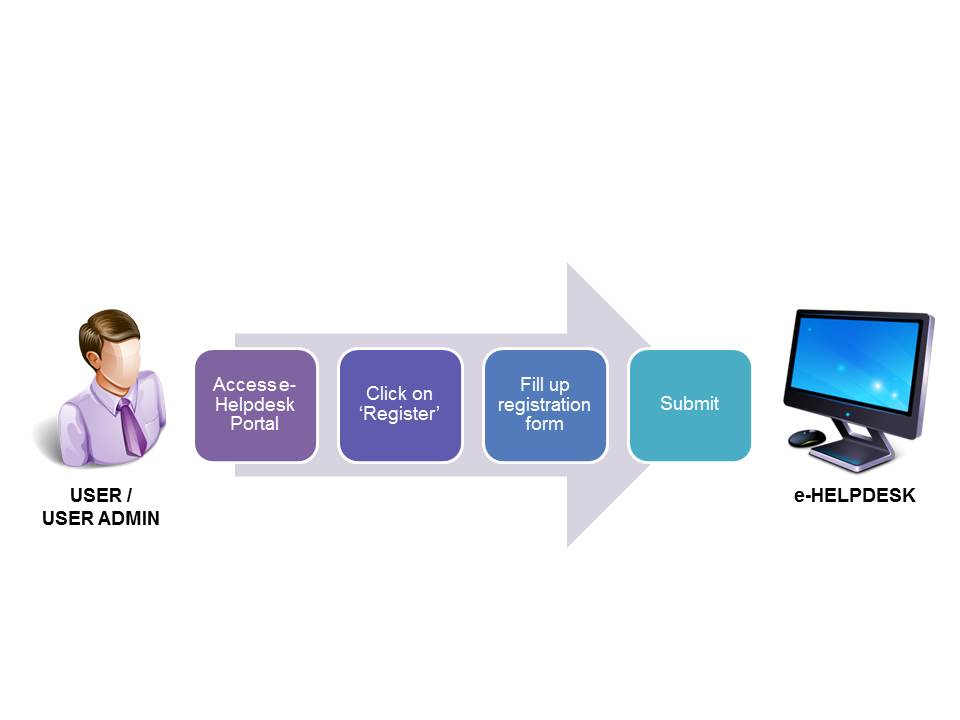 Access e-
Helpdesk
Portal
Click on
‘Register’
Fill up
registration
form
Submit
USER /
USER ADMIN
e-HELPDESK